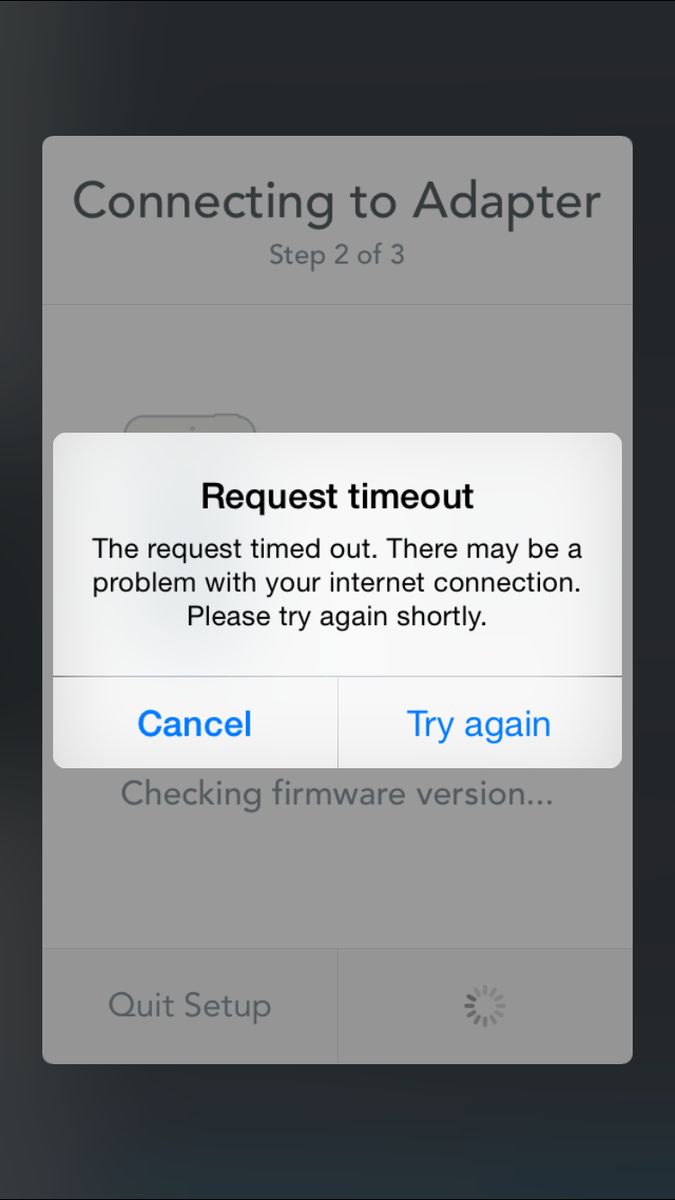 Connecting to Adapter
Step 2 of 3
Request timeout
The request timed out. There may be a
problem with your internet connection.
Please try again shortly.
Cancel
Try again
Checking firmware version...
Quit Setup